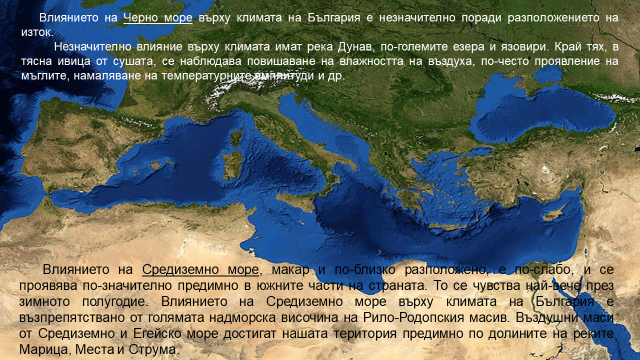 Влиянието на Черно море върху климата на България е незначително поради разположението на
изток.
Незначително влияние върху климата имат река Дунав, по-големите езера и язовири. Край тях, в
тясна ивица от сушата, се наблюдава повишаване на влажността на въздуха, по-често проявление на
мъглите, намаляване на температурните амплитуди и др.
Влиянието на Средиземно море, макар и по-близко разположено, е по-слабо, и се
проявява по-значително предимно в южните части на страната. То се чувства най-вече през
зимното полугодие. Влиянието на Средиземно море върху климата на България е
възпрепятствано от голямата надморска височина на Рило-Родопския масив. Въздушни маси
от Средиземно и Егейско море достигат нашата територия предимно по долините на реките
Марица, Места и Струма.